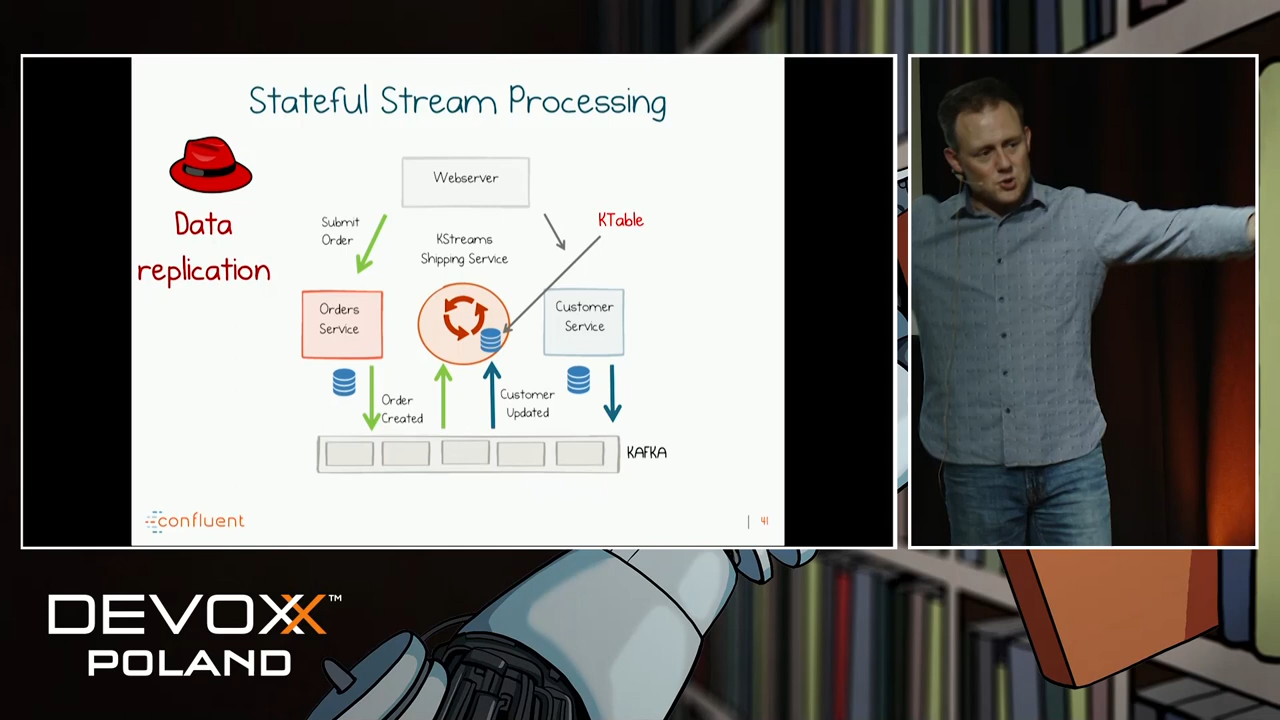 Stateful Stream Processing
Data
replication
Webserver
Submit
Order
KStreams
Shipping Service
KTable
Orders
Service
Customer
Service
Order
Created
Customer
Updated
KAFKA
confluent
41
DEVOXX™
POLAND